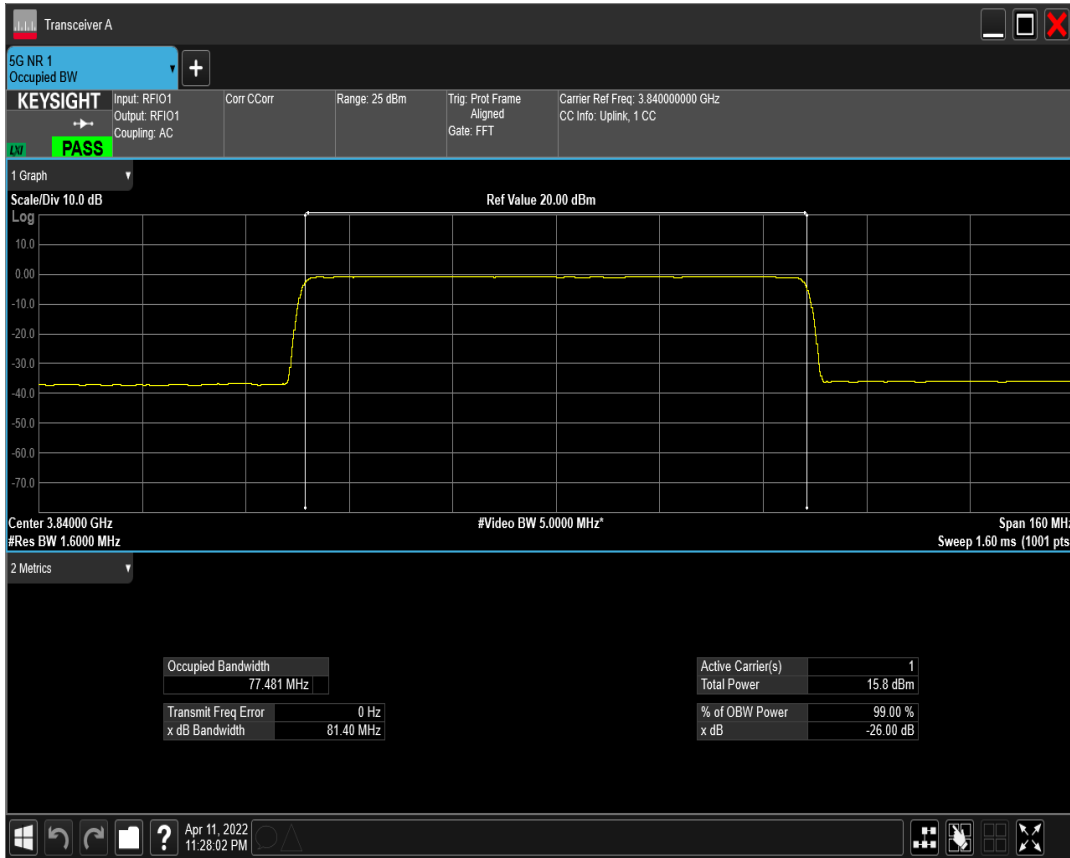 Transceiver A
5G NR 1
Occupied BW
KEYSIGHT
Input: RFIO1
Output: RFIO1
Coupling: AC
Corr CCorr
Range: 25 dBm
Trig: Prot Frame
Aligned
Gate: FFT
Carrier Ref Freq: 3.840000000 GHz
CC Info: Uplink, 1 CC
LXI
PASS
1 Graph
Scale/Div 10.0 dB
Ref Value 20.00 dBm
Log
10.0
0.00
-10.0
-20.0
-30.0
-40.0
-50.0
-60.0
-70.0
Center 3.84000 GHz
#Video BW 5.0000 MHz*
Span 160 MHz
#Res BW 1.6000 MHz
Sweep 1.60 ms (1001 pts
2 Metrics
Occupied Bandwidth
77.481 MHz
Transmit Freq Error 0 Hz
x dB Bandwidth 81.40 MHz
Active Carrier(s) 1
Total Power 15.8 dBm
% of OBW Power 99.00 %
x dB -26.00 dB
?
Apr 11, 2022
11:28:02 PM